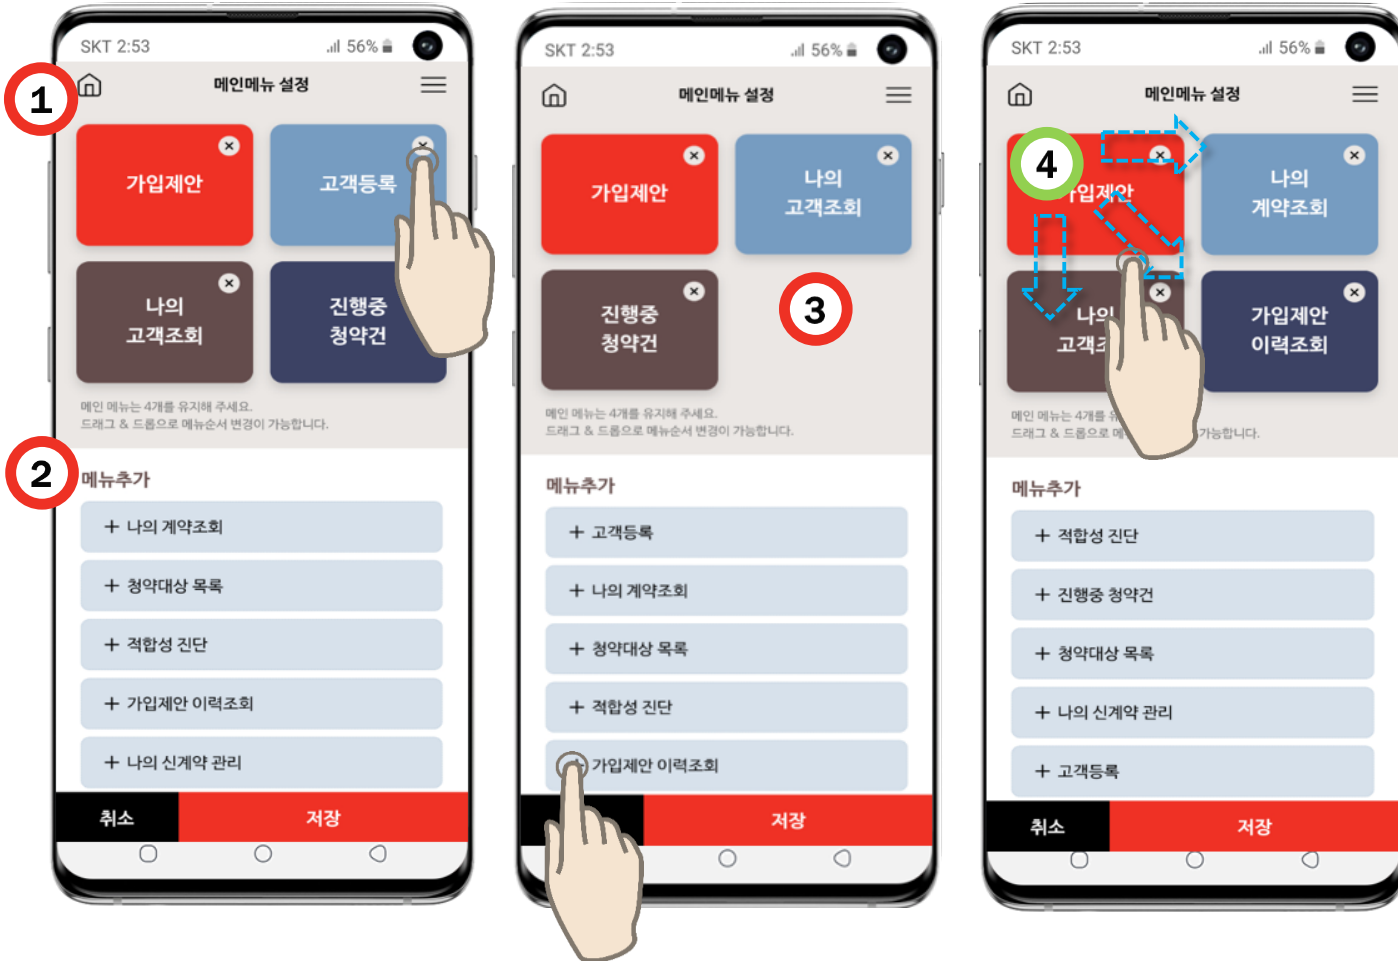 SKT 2:53
56%
1
메인메뉴 설정
가입제안
고객등록
나의
고객조회
진행중
청약건
메인 메뉴는 4개를 유지해 주세요.
드래그 & 드롭으로 메뉴순서 변경이 가능합니다.
2
메뉴추가
+ 나의 계약조회
+ 청약대상 목록
+ 적합성 진단
+ 가입제안 이력조회
+ 나의 신계약 관리
취소
저장
SKT 2:53
56%
메인메뉴 설정
가입제안
나의
고객조회
진행중
청약건
3
메인 메뉴는 4개를 유지해 주세요.
드래그 & 드롭으로 메뉴순서 변경이 가능합니다.
메뉴추가
+ 고객등록
+ 나의 계약조회
+ 청약대상 목록
+ 적합성 진단
+ 가입제안 이력조회
저장
SKT 2:53
56%
메인메뉴 설정
4
가입제안
나의
계약조회
나의
고객조
가입제안
이력조회
메인 메뉴는 4개를
드래그 & 드롭으로 가능합니다.
메뉴추가
+ 적합성 진단
+ 진행중 청약건
+ 청약대상 목록
+ 나의 신계약 관리
+ 고객등록
취소
저장